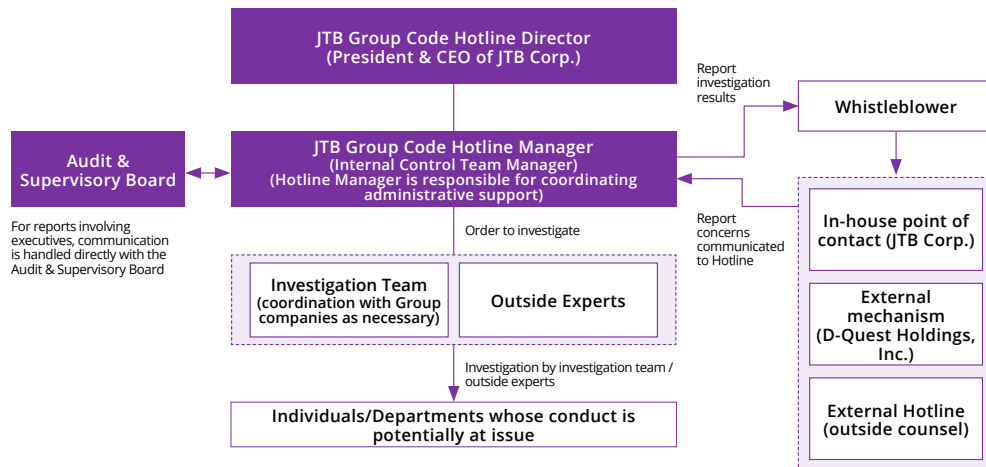 JTB Group Code Hotline Director
(President & CEO of JTB Corp.)
Report
investigation
results
Whistleblower
Audit &
Supervisory Board
JTB Group Code Hotline Manager
(Internal Control Team Manager)
(Hotline Manager is responsible for coordinating
administrative support)
For reports involving
executives, communication
is handled directly with the
Audit & Supervisory Board
Order to investigate
Report
concerns
communicated
to Hotline
In-house point of
contact (JTB Corp.)
Investigation Team
(coordination with Group
companies as necessary)
Outside Experts
External
mechanism
(D-Quest Holdings,
Inc.)
Investigation by investigation team /
outside experts
Individuals/Departments whose conduct is
potentially at issue
External Hotline
(outside counsel)